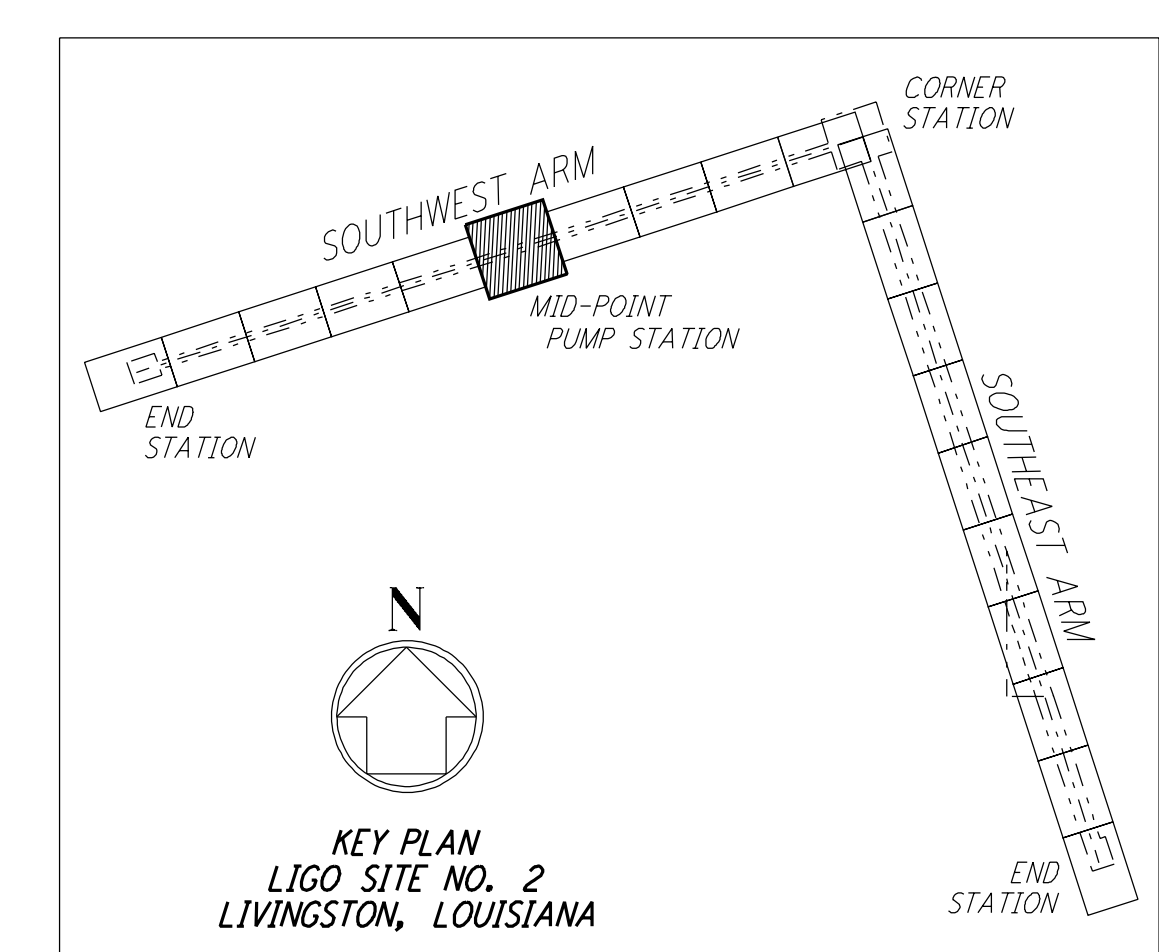 CORNER
STATION
SOUTHWEST ARM
MID-POINT
PUMP STATION
END
STATION
SOUTHEAST ARM
N
KEY PLAN
LIGO SITE NO. 2
LIVINGSTON, LOUISIANA
END
STATION